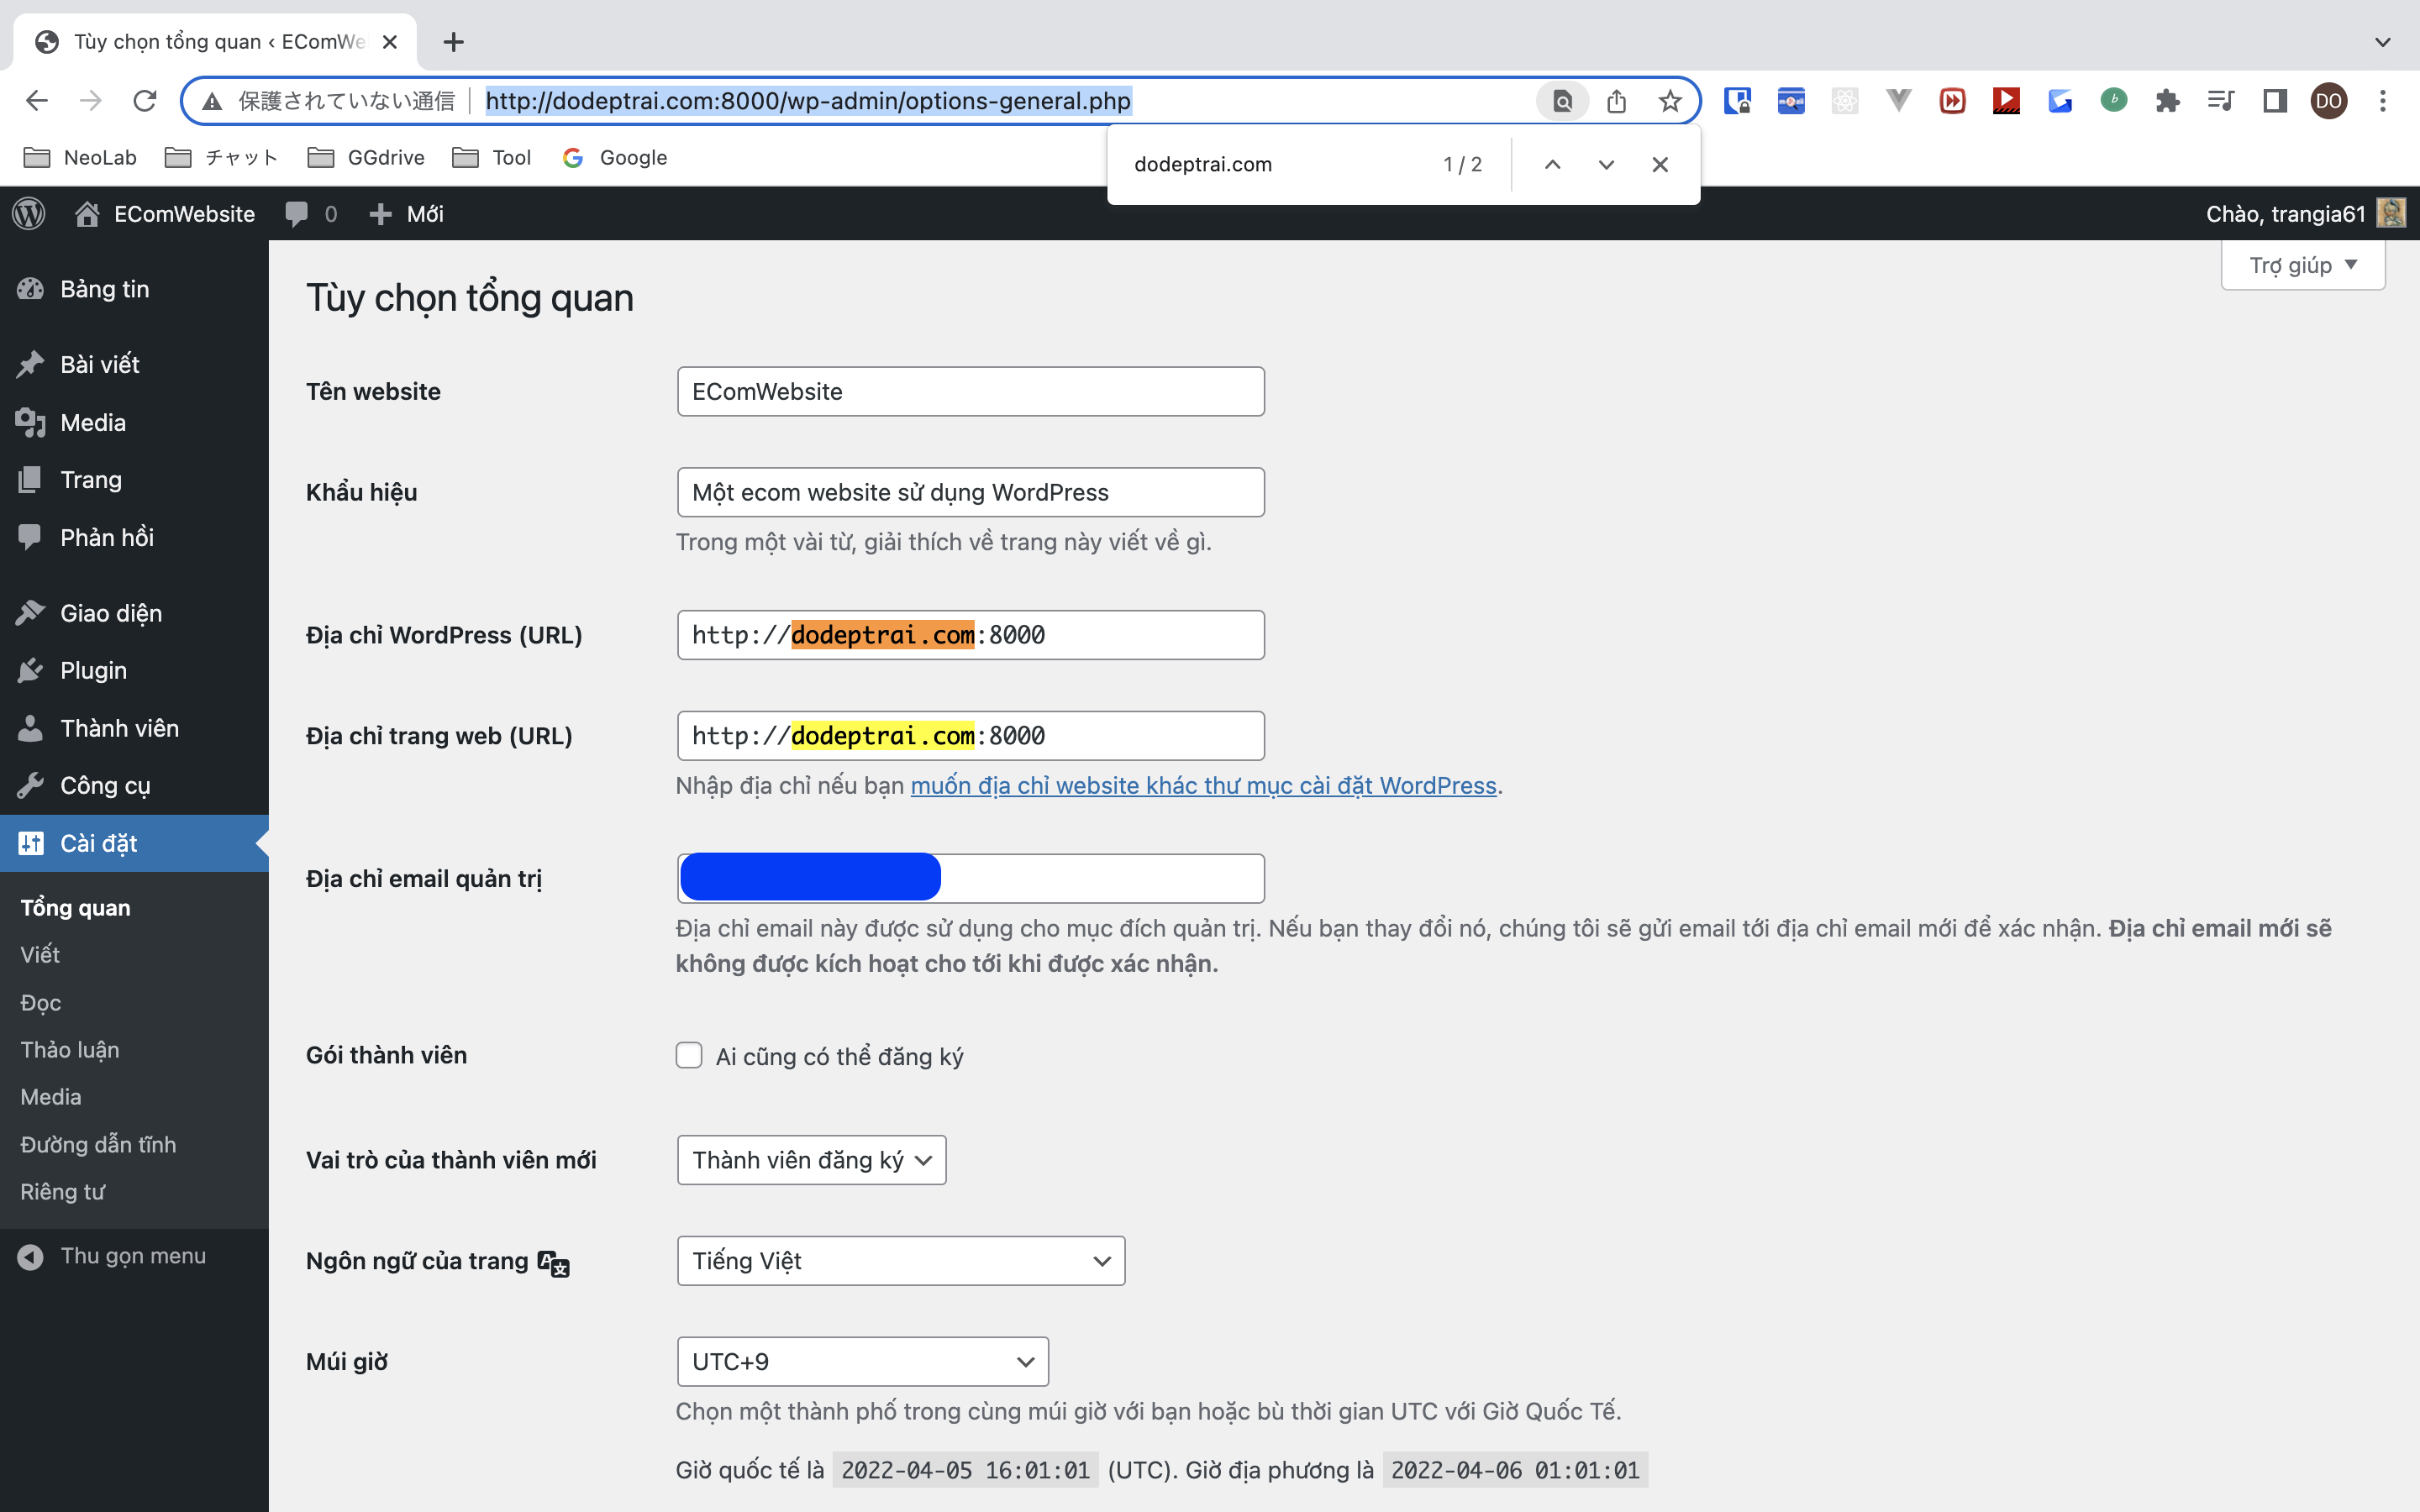 Tùy chọn tổng quan ‹ EComWe
保護されていない通信
http://dodeptrai.com:8000/wp-admin/options-general.php
DO
NeoLab
チャット
GGdrive
Tool
Google
dodeptrai.com
1 / 2
EComWebsite
0
Mới
Chào, trangia61
Trợ giúp
Bảng tin
Bài viết
Media
Trang
Phản hồi
Giao diện
Plugin
Thành viên
Công cụ
Cài đặt
Tổng quan
Viết
Đọc
Thảo luận
Media
Đường dẫn tĩnh
Riêng tư
Thu gọn menu
Tùy chọn tổng quan
Tên website
EComWebsite
Khẩu hiệu
Một ecom website sử dụng WordPress
Trong một vài từ, giải thích về trang này viết về gì.
Địa chỉ WordPress (URL)
http://dodeptrai.com:8000
Địa chỉ trang web (URL)
http://dodeptrai.com:8000
Nhập địa chỉ nếu bạn muốn địa chỉ website khác thư mục cài đặt WordPress.
Địa chỉ email quản trị
Địa chỉ email này được sử dụng cho mục đích quản trị. Nếu bạn thay đổi nó, chúng tôi sẽ gửi email tới địa chỉ email mới để xác nhận. Địa chỉ email mới sẽ
không được kích hoạt cho tới khi được xác nhận.
Gói thành viên
Ai cũng có thể đăng ký
Vai trò của thành viên mới
Thành viên đăng ký
Ngôn ngữ của trang
Tiếng Việt
Múi giờ
UTC+9
Chọn một thành phố trong cùng múi giờ với bạn hoặc bù thời gian UTC với Giờ Quốc Tế.
Giờ quốc tế là 2022-04-05 16:01:01 (UTC). Giờ địa phương là 2022-04-06 01:01:01